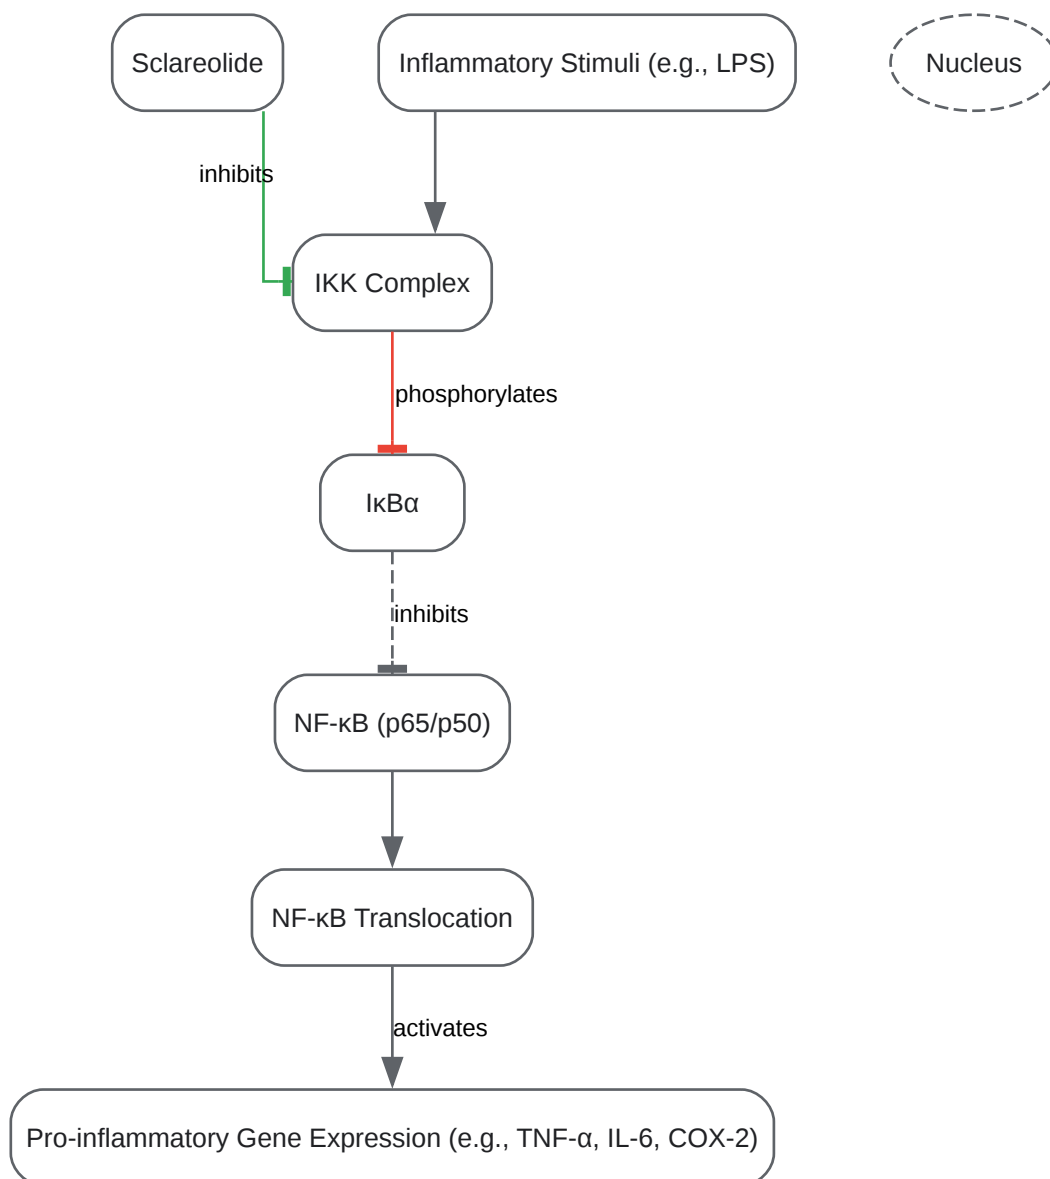 Sclareolide
Inflammatory Stimuli (e.g., LPS)
Nucleus
inhibits
IKK Complex
phosphorylates
IκBα
inhibits
NF-κB (p65/p50)
NF-κB Translocation
activates
Pro-inflammatory Gene Expression (e.g., TNF-α, IL-6, COX-2)